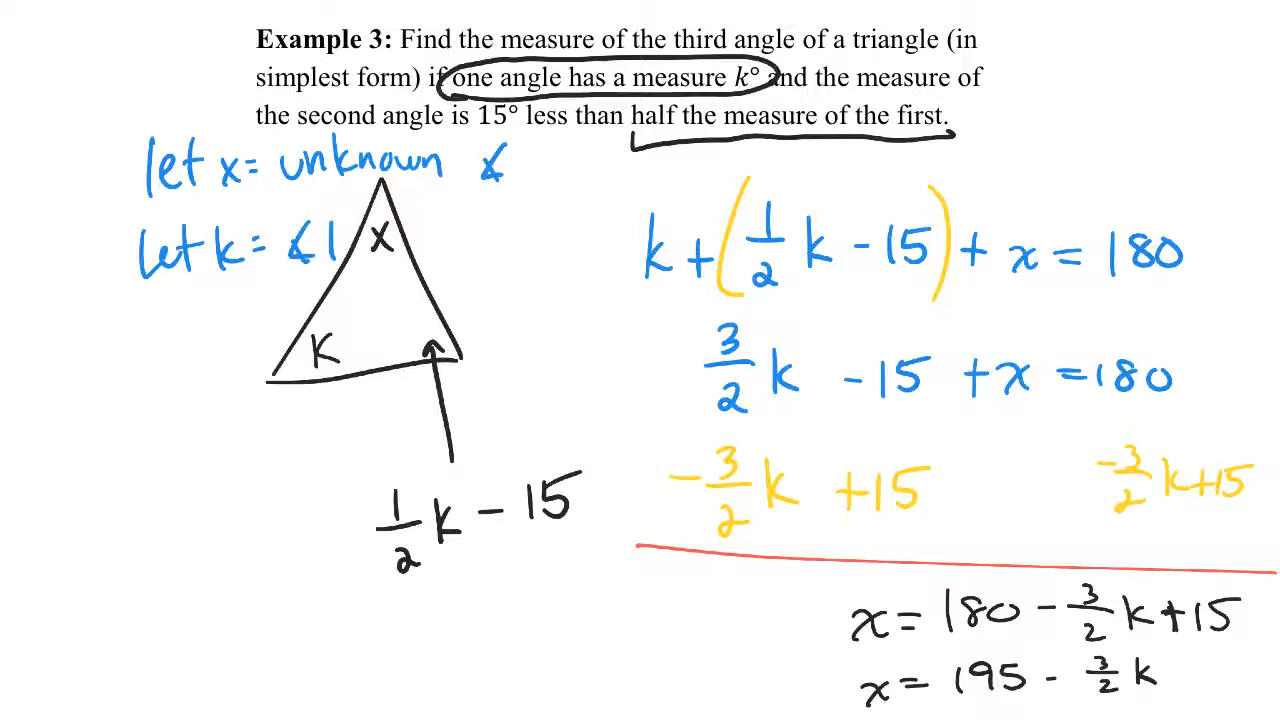 Example 3: Find the measure of the third angle of a triangle (in
simplest form) if one angle has a measure k° and the measure of
the second angle is 15° less than half the measure of the first.
let x = unknown ∡
let k = ∡1
x
k
1/2 k - 15
k + (1/2 k - 15) + x = 180
3/2 k - 15 + x = 180
- 3/2 k + 15 - 3/2 k + 15
x = 180 - 3/2 k + 15
x = 195 - 3/2 k